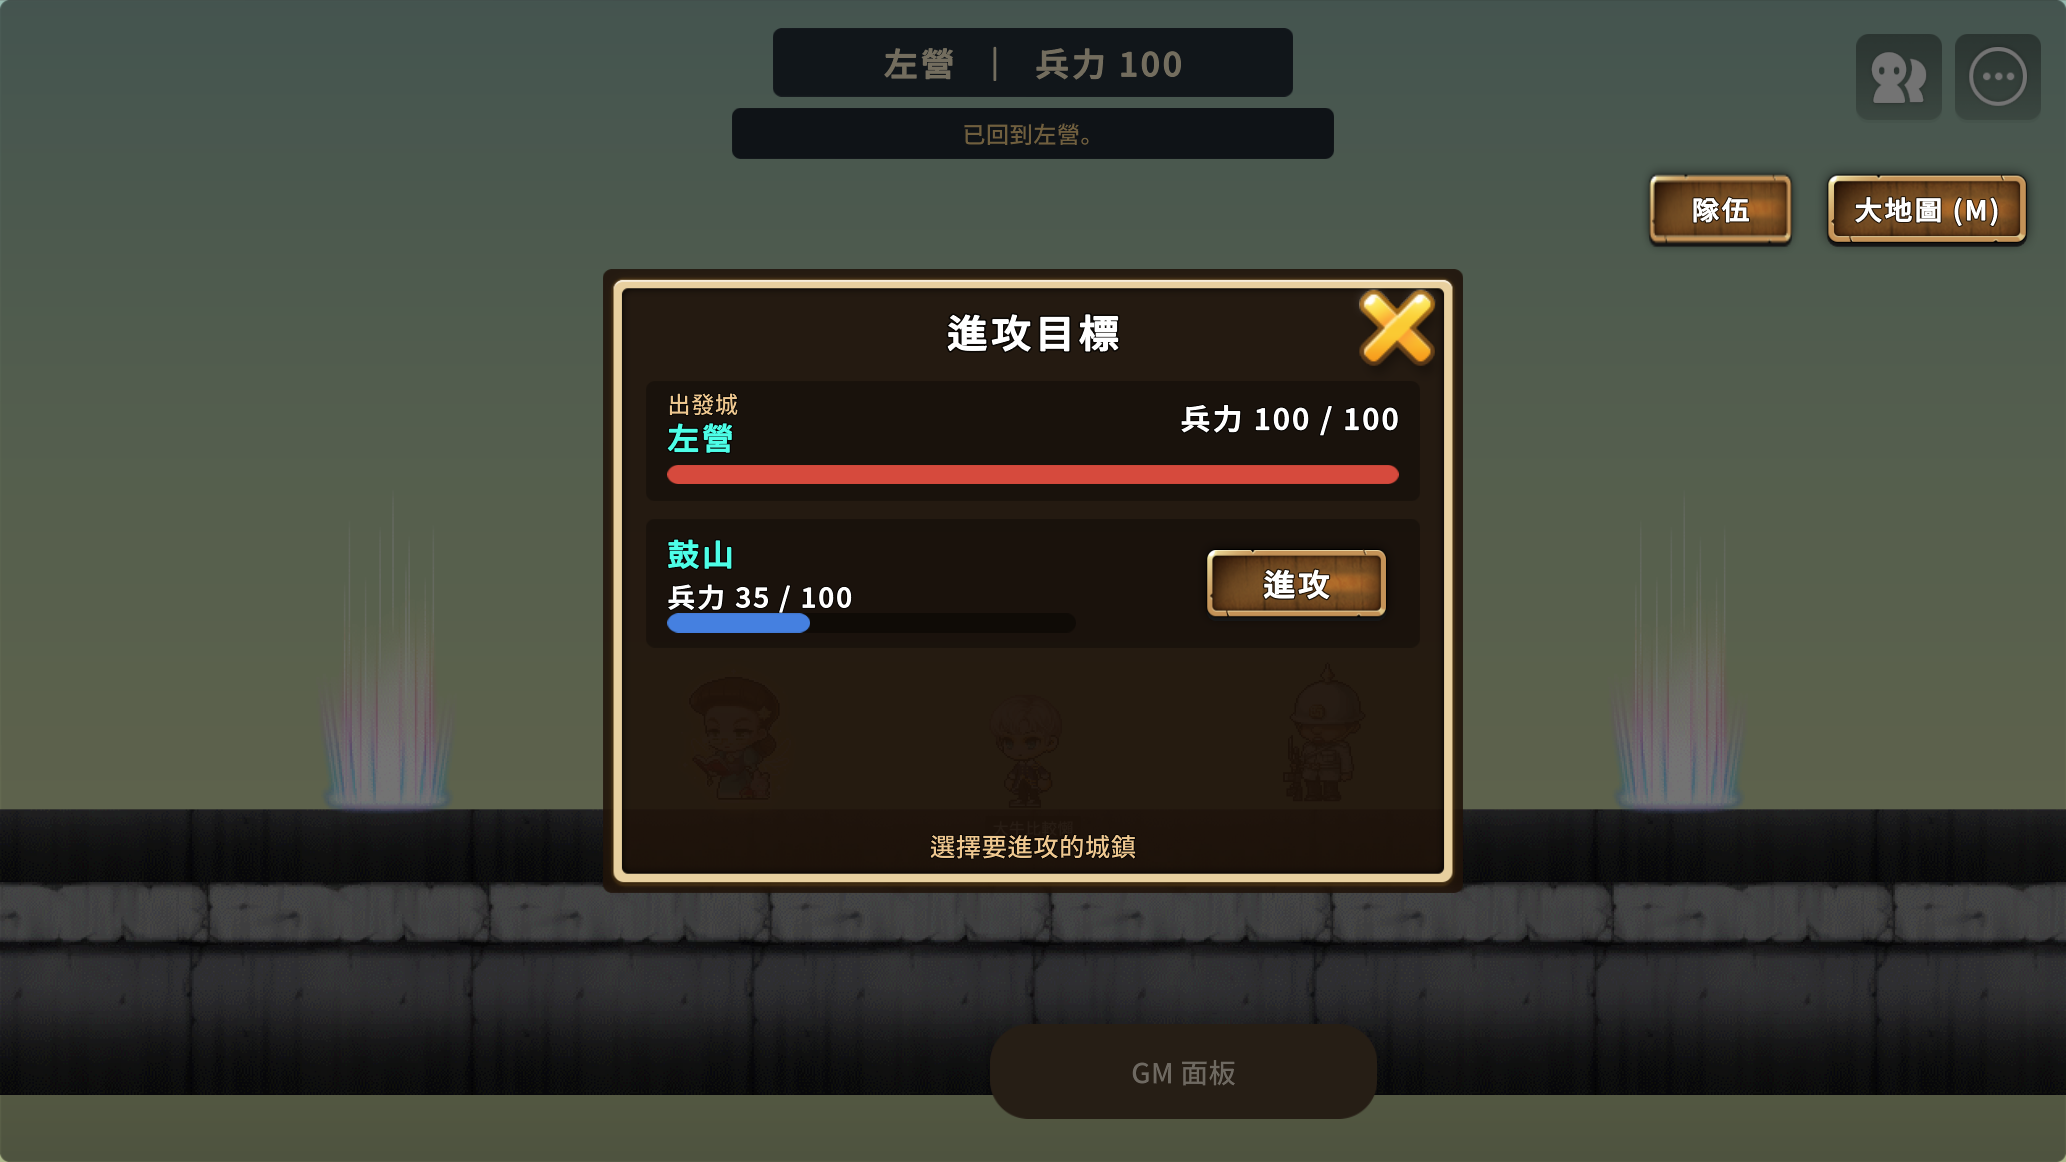 左營 | 兵力 100
已回到左營。
隊伍
大地圖 (M)
進攻目標
出發城
左營
兵力 100 / 100
鼓山
兵力 35 / 100
進攻
選擇要進攻的城鎮
GM 面板